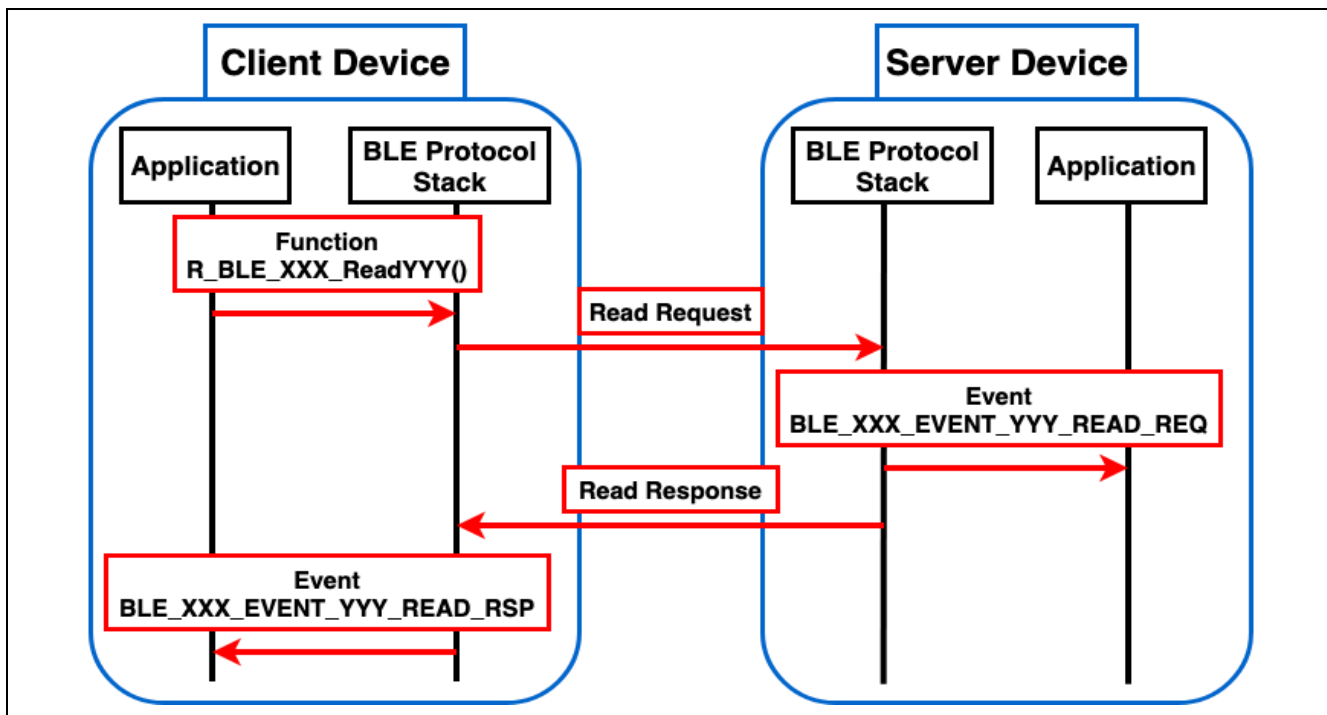 Client Device
Server Device
Application
BLE Protocol
Stack
BLE Protocol
Stack
Application
Function
R_BLE_XXX_ReadYYY()
Read Request
Event
BLE_XXX_EVENT_YYY_READ_REQ
Read Response
Event
BLE_XXX_EVENT_YYY_READ_RSP